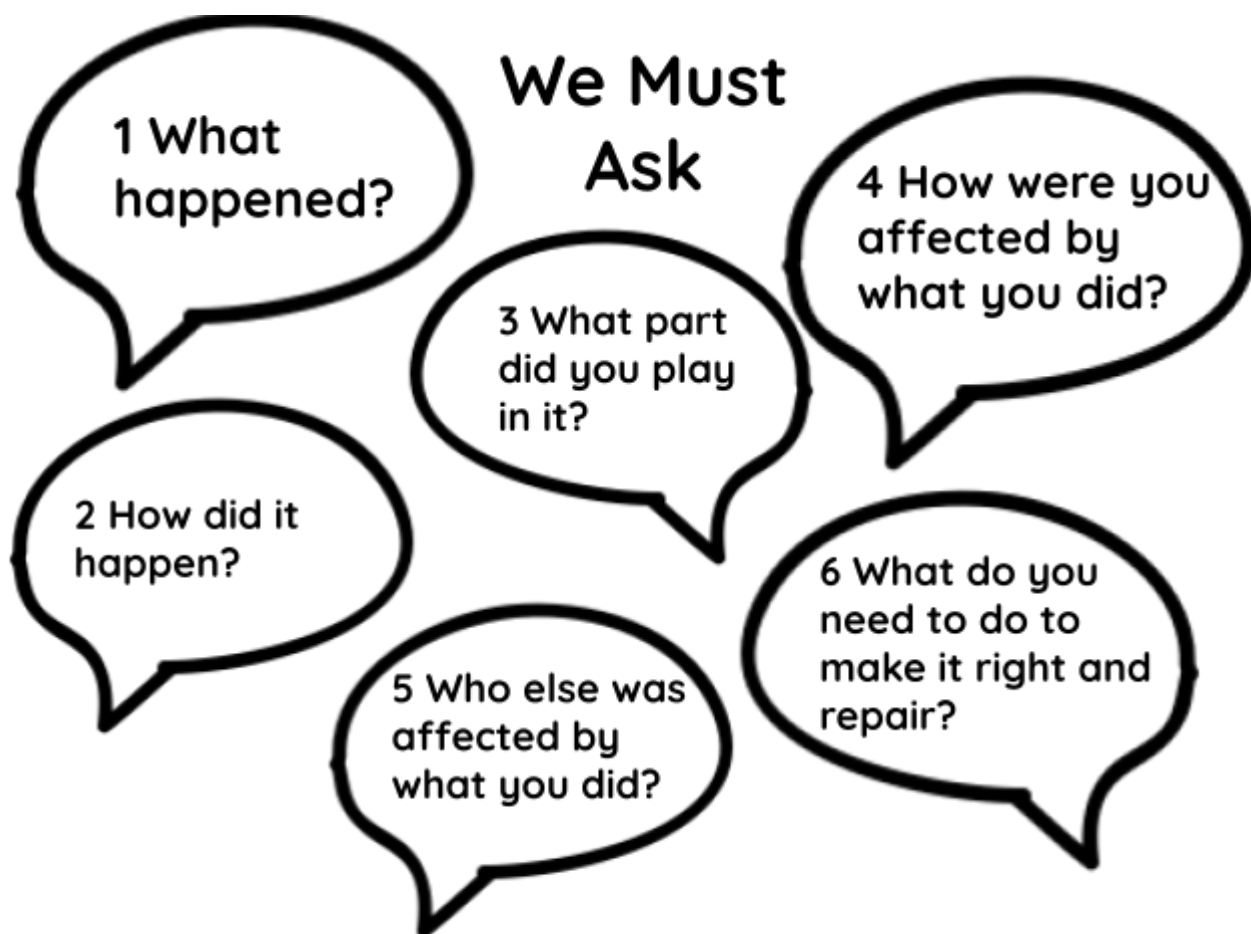 We Must
Ask
1 What
happened?
2 How did it
happen?
3 What part
did you play
in it?
4 How were you
affected by
what you did?
5 Who else was
affected by
what you did?
6 What do you
need to do to
make it right and
repair?